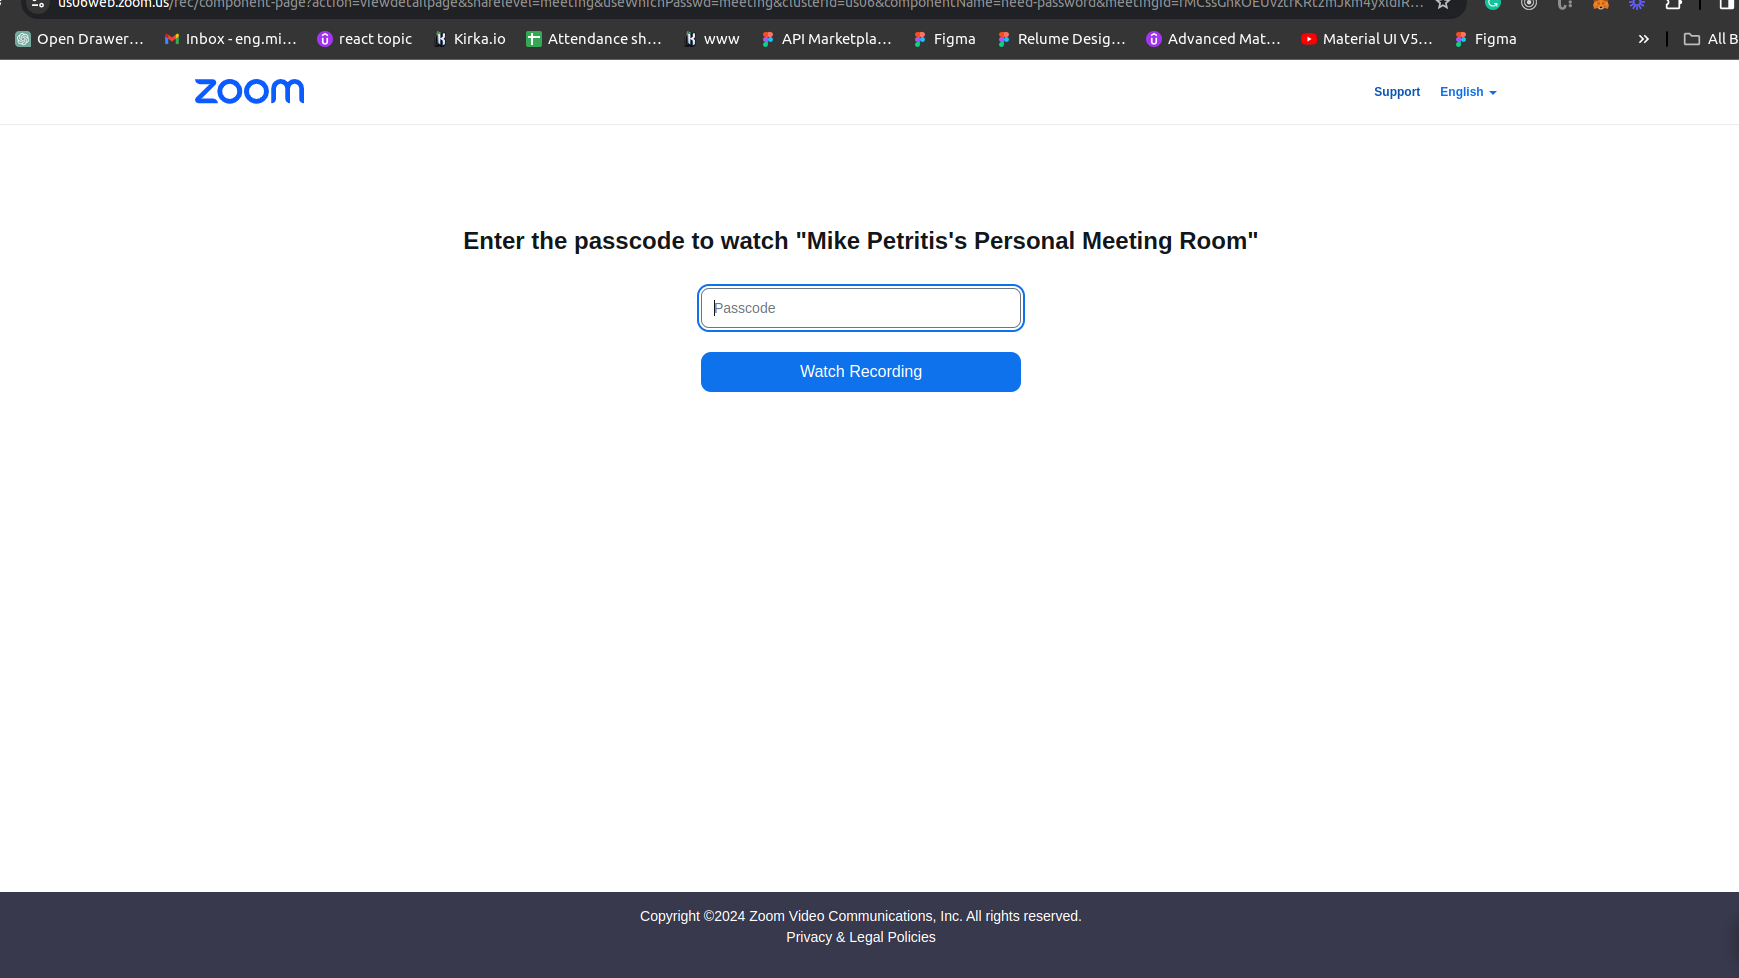 us06web.zoom.us/rec/component-page?action=viewdetailpage&sharelevel=meeting&useWhichPasswd=meeting&clusterId=us06&componentName=need-password&meetingId=
Open Drawer… Inbox - eng.mi… react topic Kirka.io Attendance sh… www API Marketpla… Figma Relume Desig… Advanced Mat… Material UI V5… Figma » All B
zoom Support English
Enter the passcode to watch "Mike Petritis's Personal Meeting Room"
Passcode
Watch Recording
Copyright ©2024 Zoom Video Communications, Inc. All rights reserved.
Privacy & Legal Policies